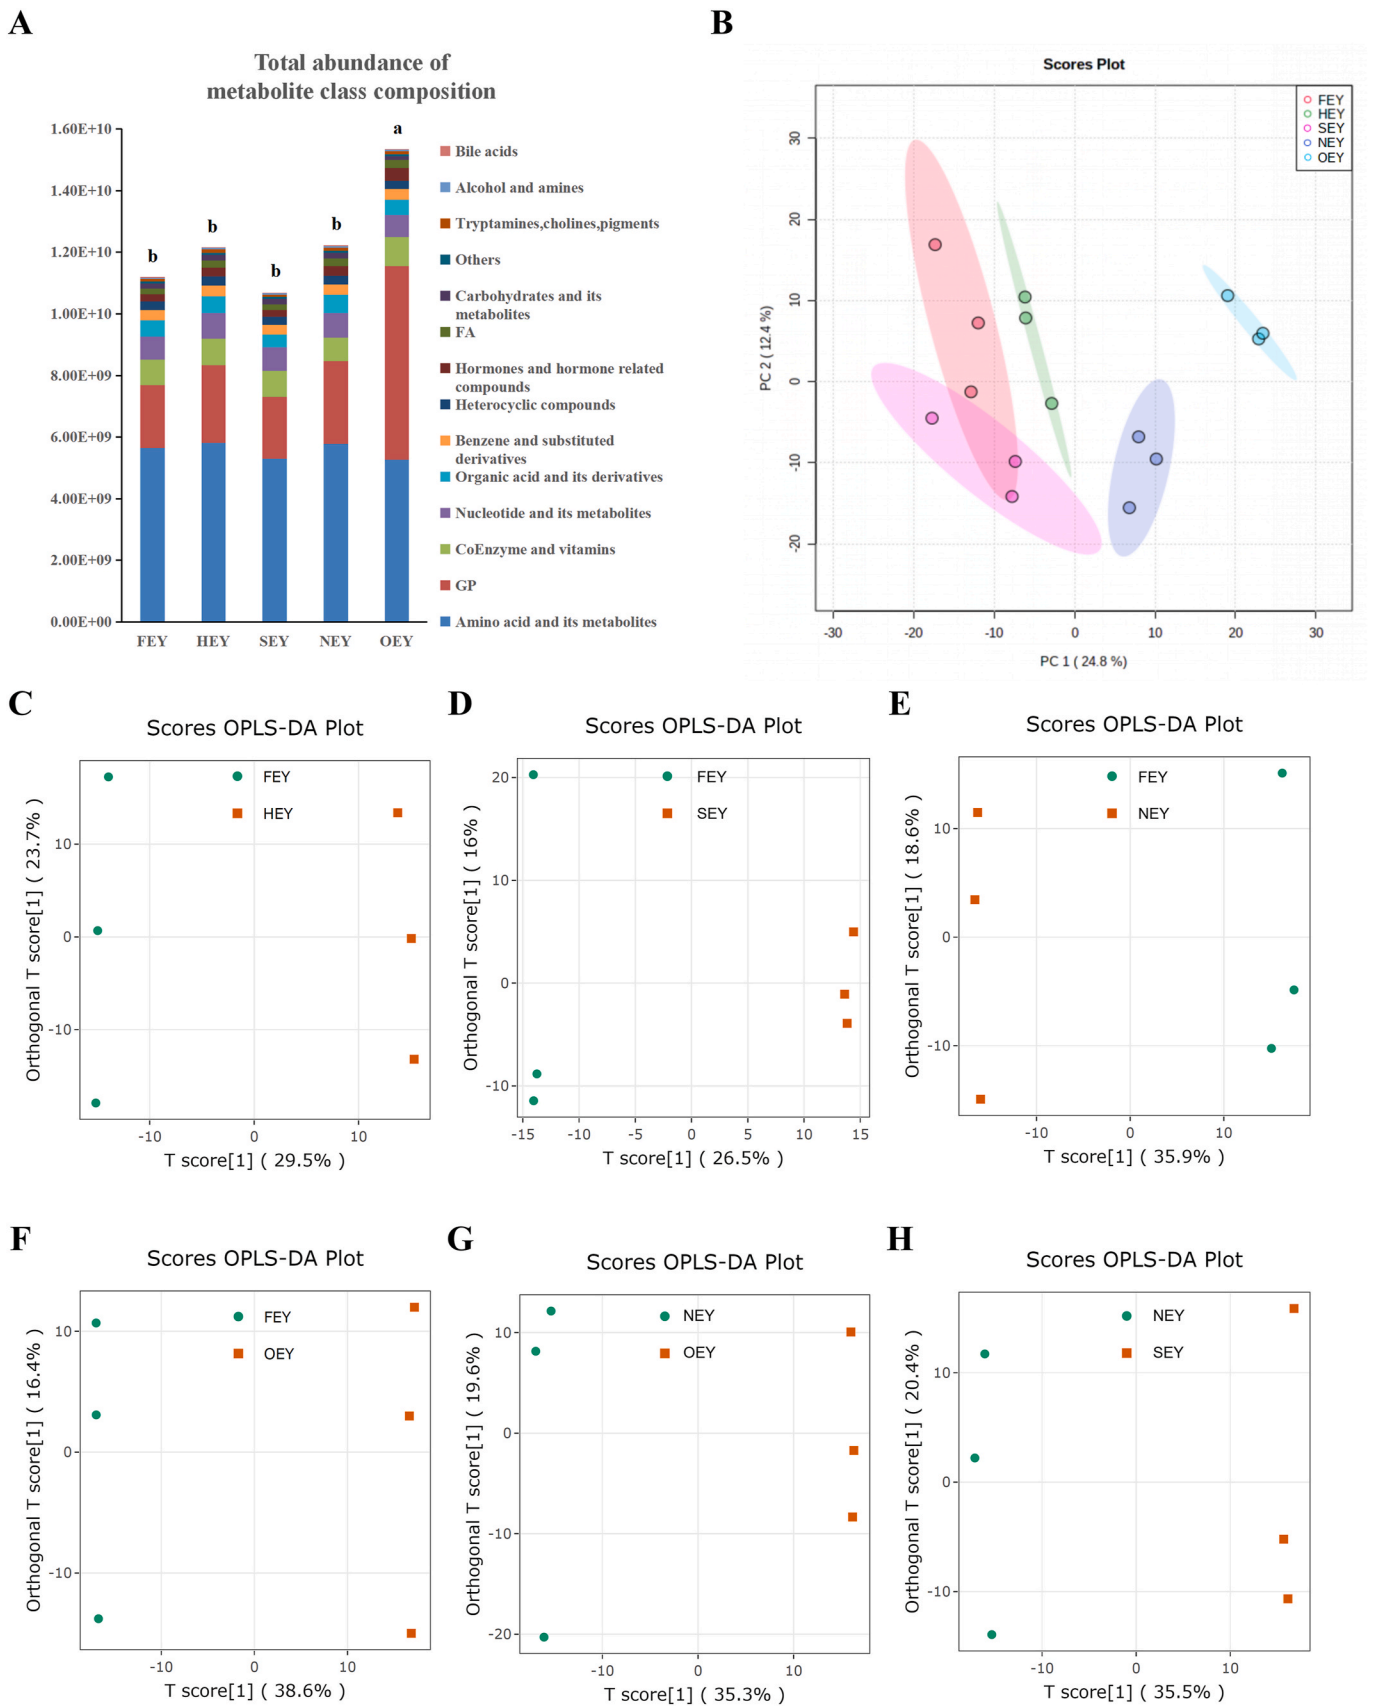 A
Total abundance of
metabolite class composition
1.60E+10
1.40E+10
1.20E+10
1.00E+10
8.00E+09
6.00E+09
4.00E+09
2.00E+09
0.00E+00
b
b
b
b
a
FEY
HEY
SEY
NEY
OEY
Bile acids
Alcohol and amines
Tryptamines,cholines,pigments
Others
Carbohydrates and its
metabolites
FA
Hormones and hormone related
compounds
Heterocyclic compounds
Benzene and substituted
derivatives
Organic acid and its derivatives
Nucleotide and its metabolites
CoEnzyme and vitamins
GP
Amino acid and its metabolites
B
Scores Plot
FEY
HEY
SEY
NEY
OEY
PC 2 ( 12.4 %)
30
20
10
0
-10
-20
-30
-20
-10
0
10
20
30
PC 1 ( 24.8 %)
C
Scores OPLS-DA Plot
FEY
HEY
Orthogonal T score[1] ( 23.7% )
10
0
-10
-10
0
10
T score[1] ( 29.5% )
D
Scores OPLS-DA Plot
FEY
SEY
Orthogonal T score[1] ( 16% )
20
10
0
-10
-15
-10
-5
0
5
10
15
T score[1] ( 26.5% )
E
Scores OPLS-DA Plot
FEY
NEY
Orthogonal T score[1] ( 18.6% )
10
0
-10
-10
0
10
T score[1] ( 35.9% )
F
Scores OPLS-DA Plot
FEY
OEY
Orthogonal T score[1] ( 16.4% )
10
0
-10
-10
0
10
T score[1] ( 38.6% )
G
Scores OPLS-DA Plot
NEY
OEY
Orthogonal T score[1] ( 19.6% )
10
0
-10
-20
-10
0
10
T score[1] ( 35.3% )
H
Scores OPLS-DA Plot
NEY
SEY
Orthogonal T score[1] ( 20.4% )
10
0
-10
-10
0
10
T score[1] ( 35.5% )